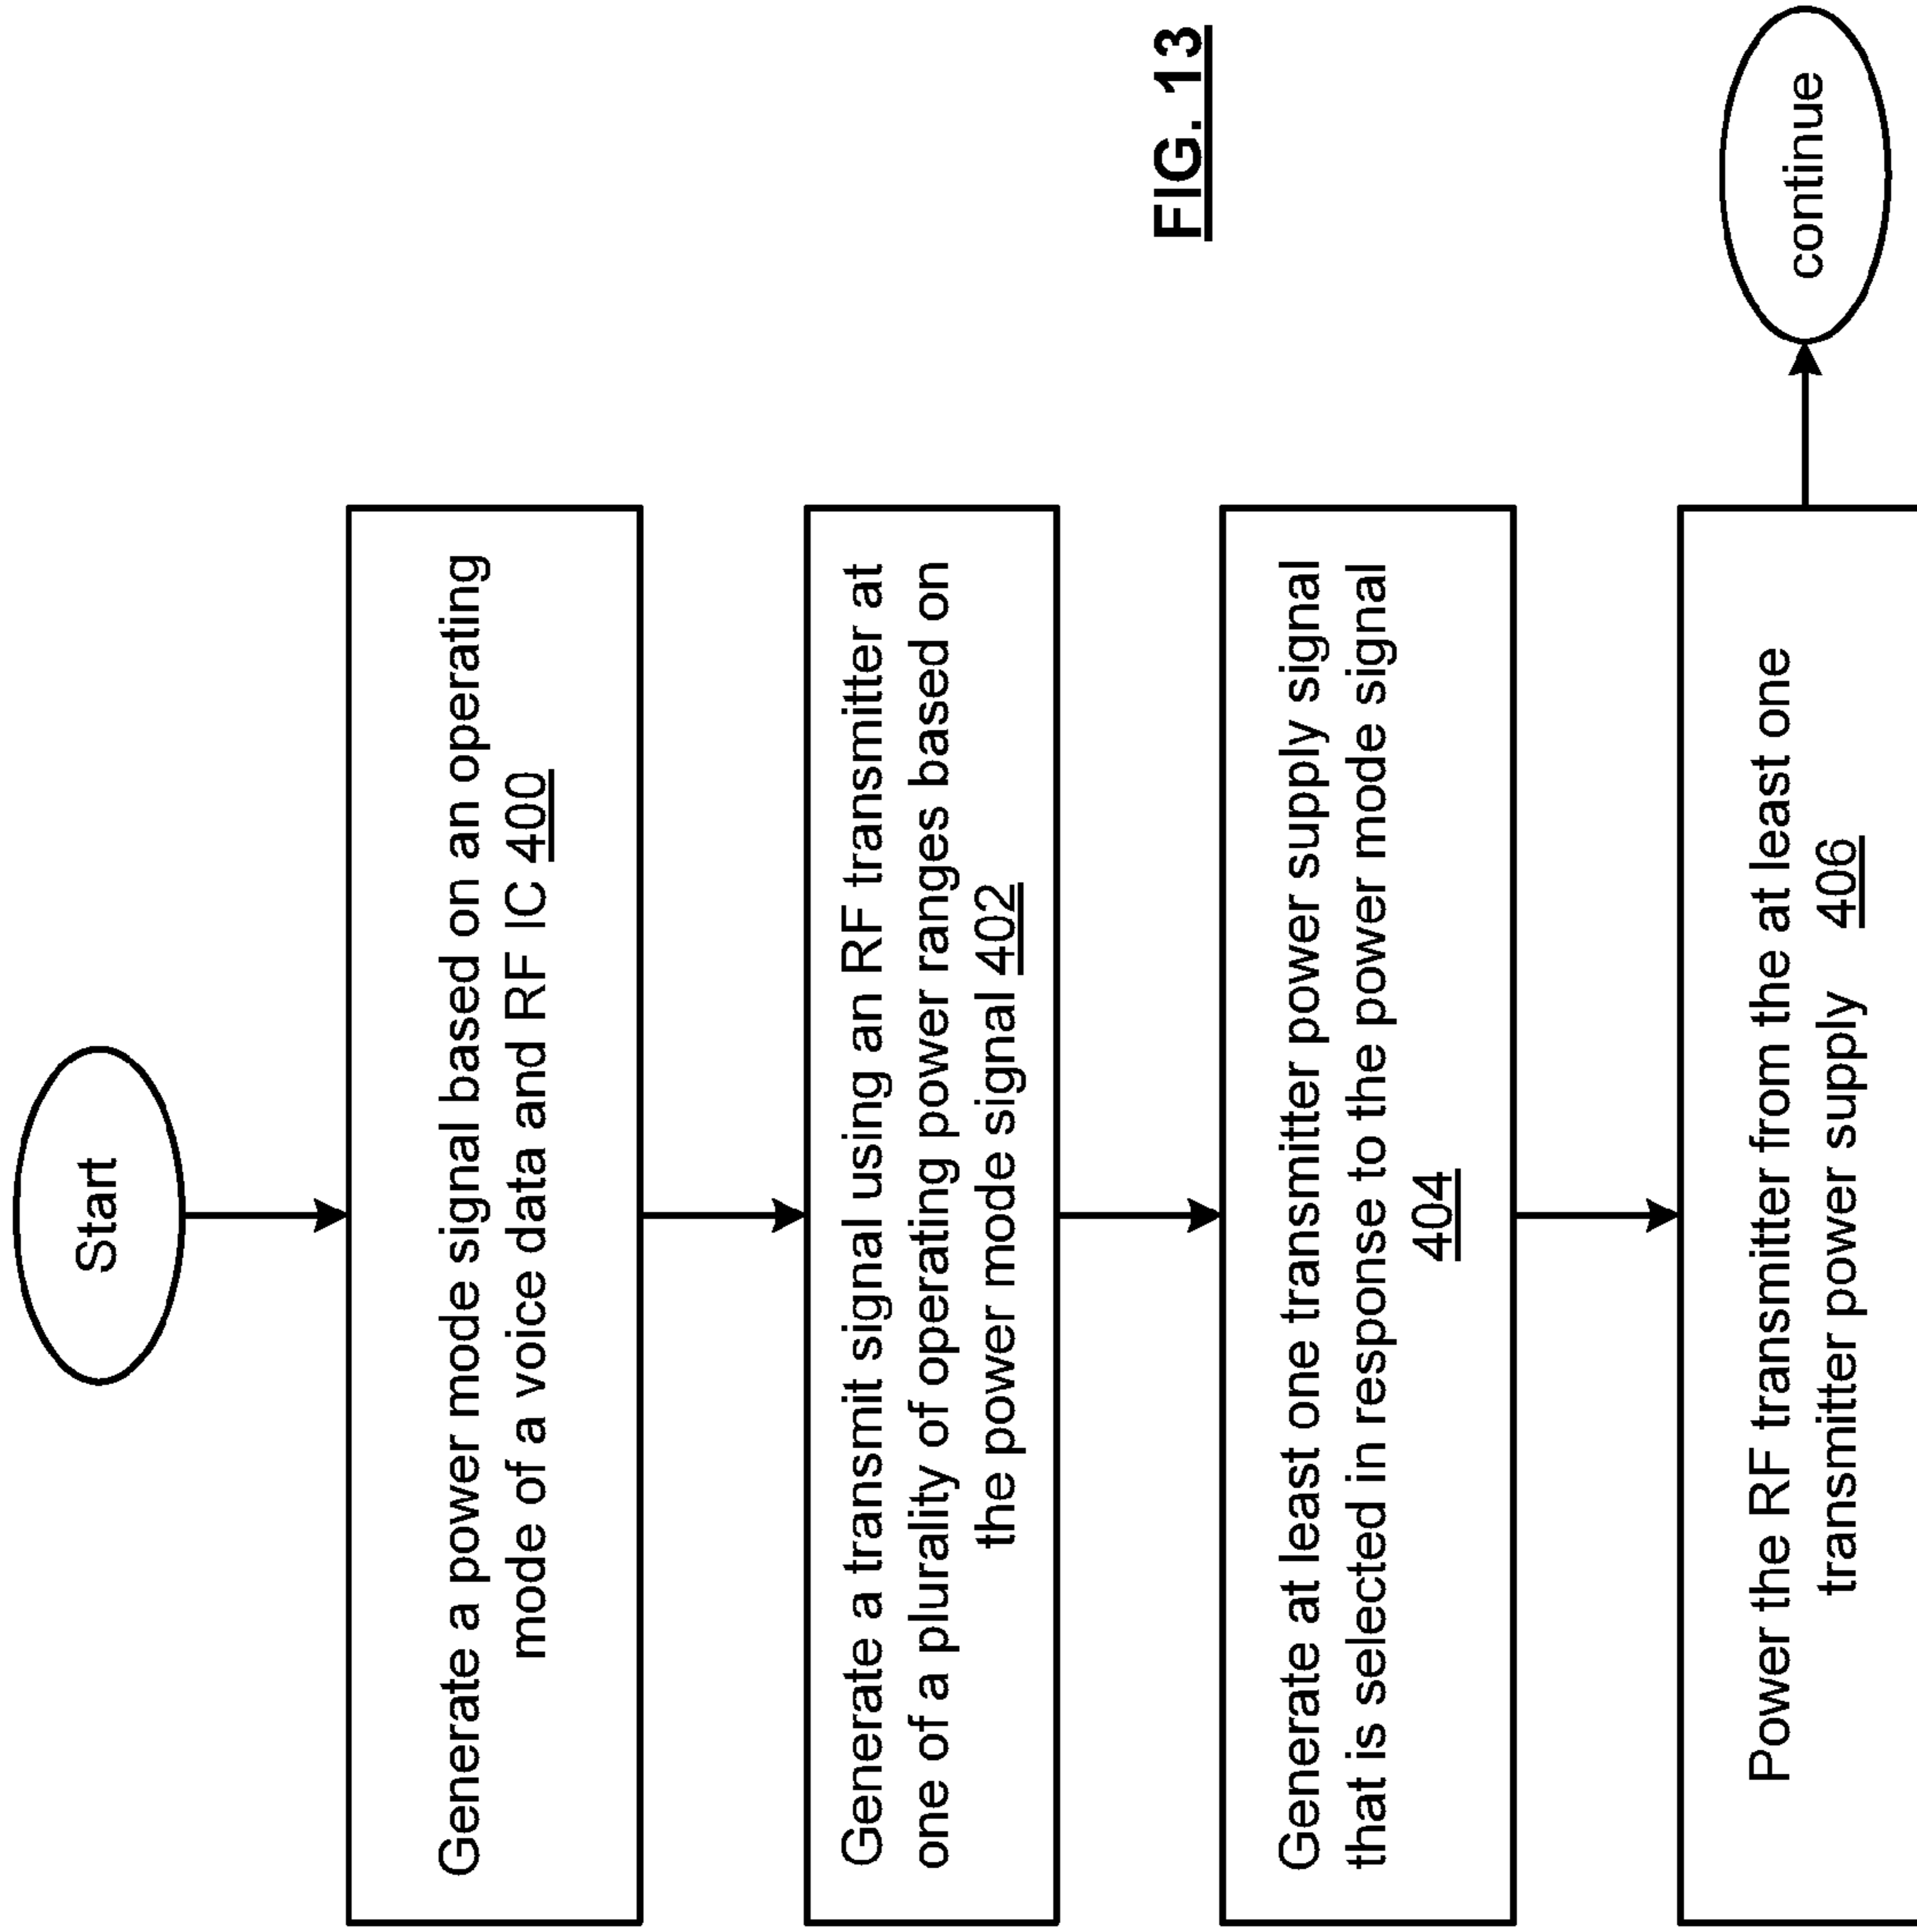 Start
Generate a power mode signal based on an operating
mode of a voice data and RF IC 400
Generate a transmit signal using an RF transmitter at
one of a plurality of operating power ranges based on
the power mode signal 402
Generate at least one transmitter power supply signal
that is selected in response to the power mode signal
404
Power the RF transmitter from the at least one
transmitter power supply 406
continue
FIG. 13